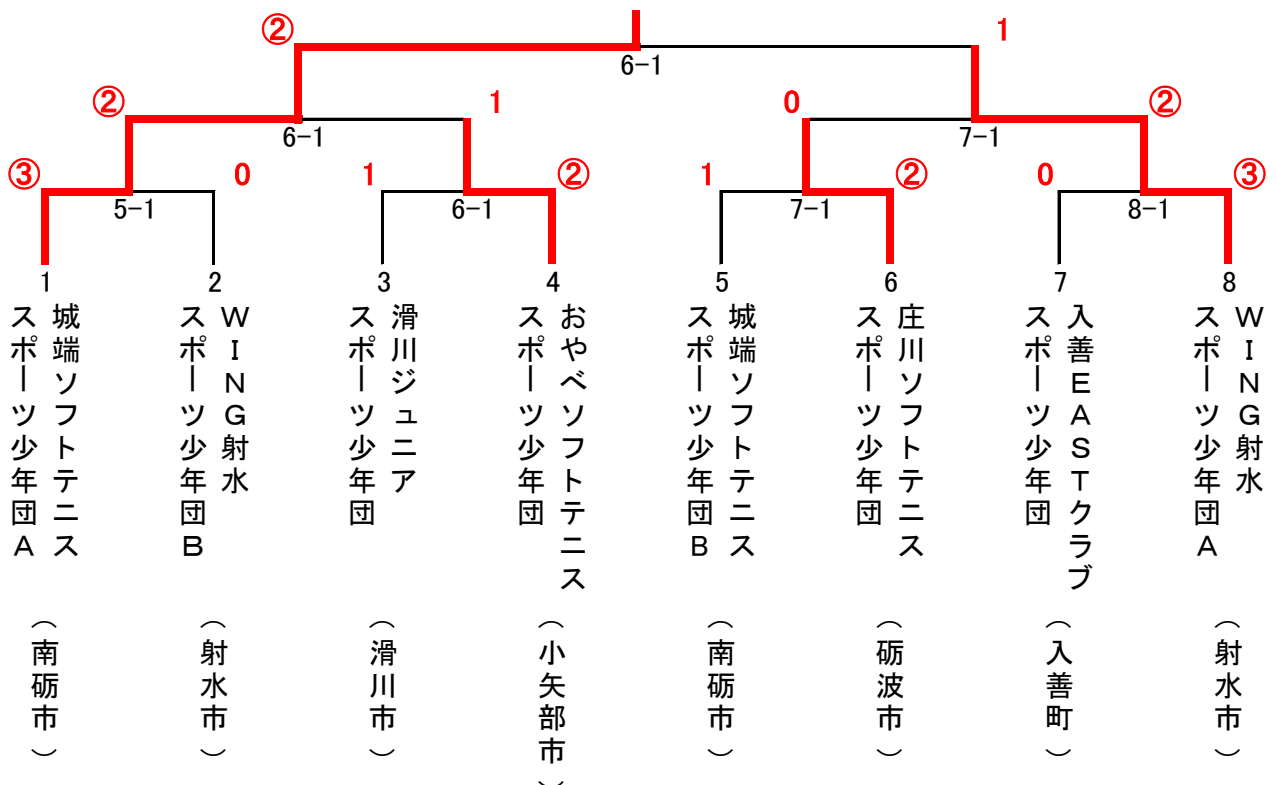 ② 1
6-1
② 1 0 ②
6-1 7-1
③ 0 1 ② 1 ② 0 ③
5-1 6-1 7-1 8-1
1 2 3 4 5 6 7 8
城端ソフトテニス
スポーツ少年団A
(南砺市)
WING射水
スポーツ少年団B
(射水市)
滑川ジュニア
スポーツ少年団
(滑川市)
おやべソフトテニス
スポーツ少年団
(小矢部市)
城端ソフトテニス
スポーツ少年団B
(南砺市)
庄川ソフトテニス
スポーツ少年団
(砺波市)
入善EASTクラブ
スポーツ少年団
(入善町)
WING射水
スポーツ少年団A
(射水市)